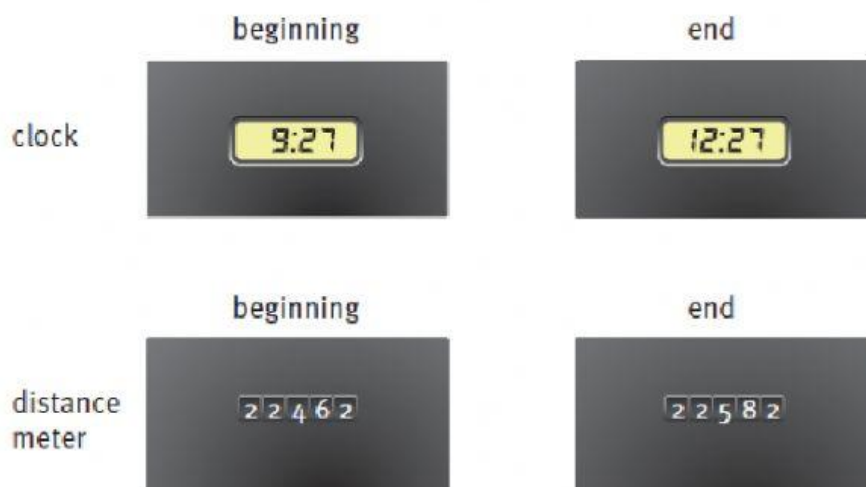 beginning end
clock 9:27 12:27
beginning end
distance 22462 22582
meter